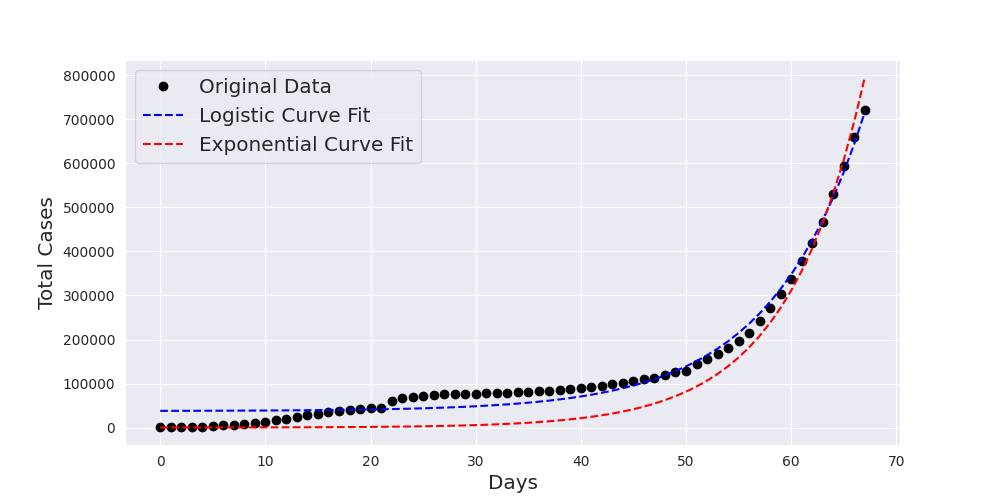 800000
700000
600000
500000
400000
300000
200000
100000
0
Total Cases
Original Data
Logistic Curve Fit
Exponential Curve Fit
0 10 20 30 40 50 60 70
Days